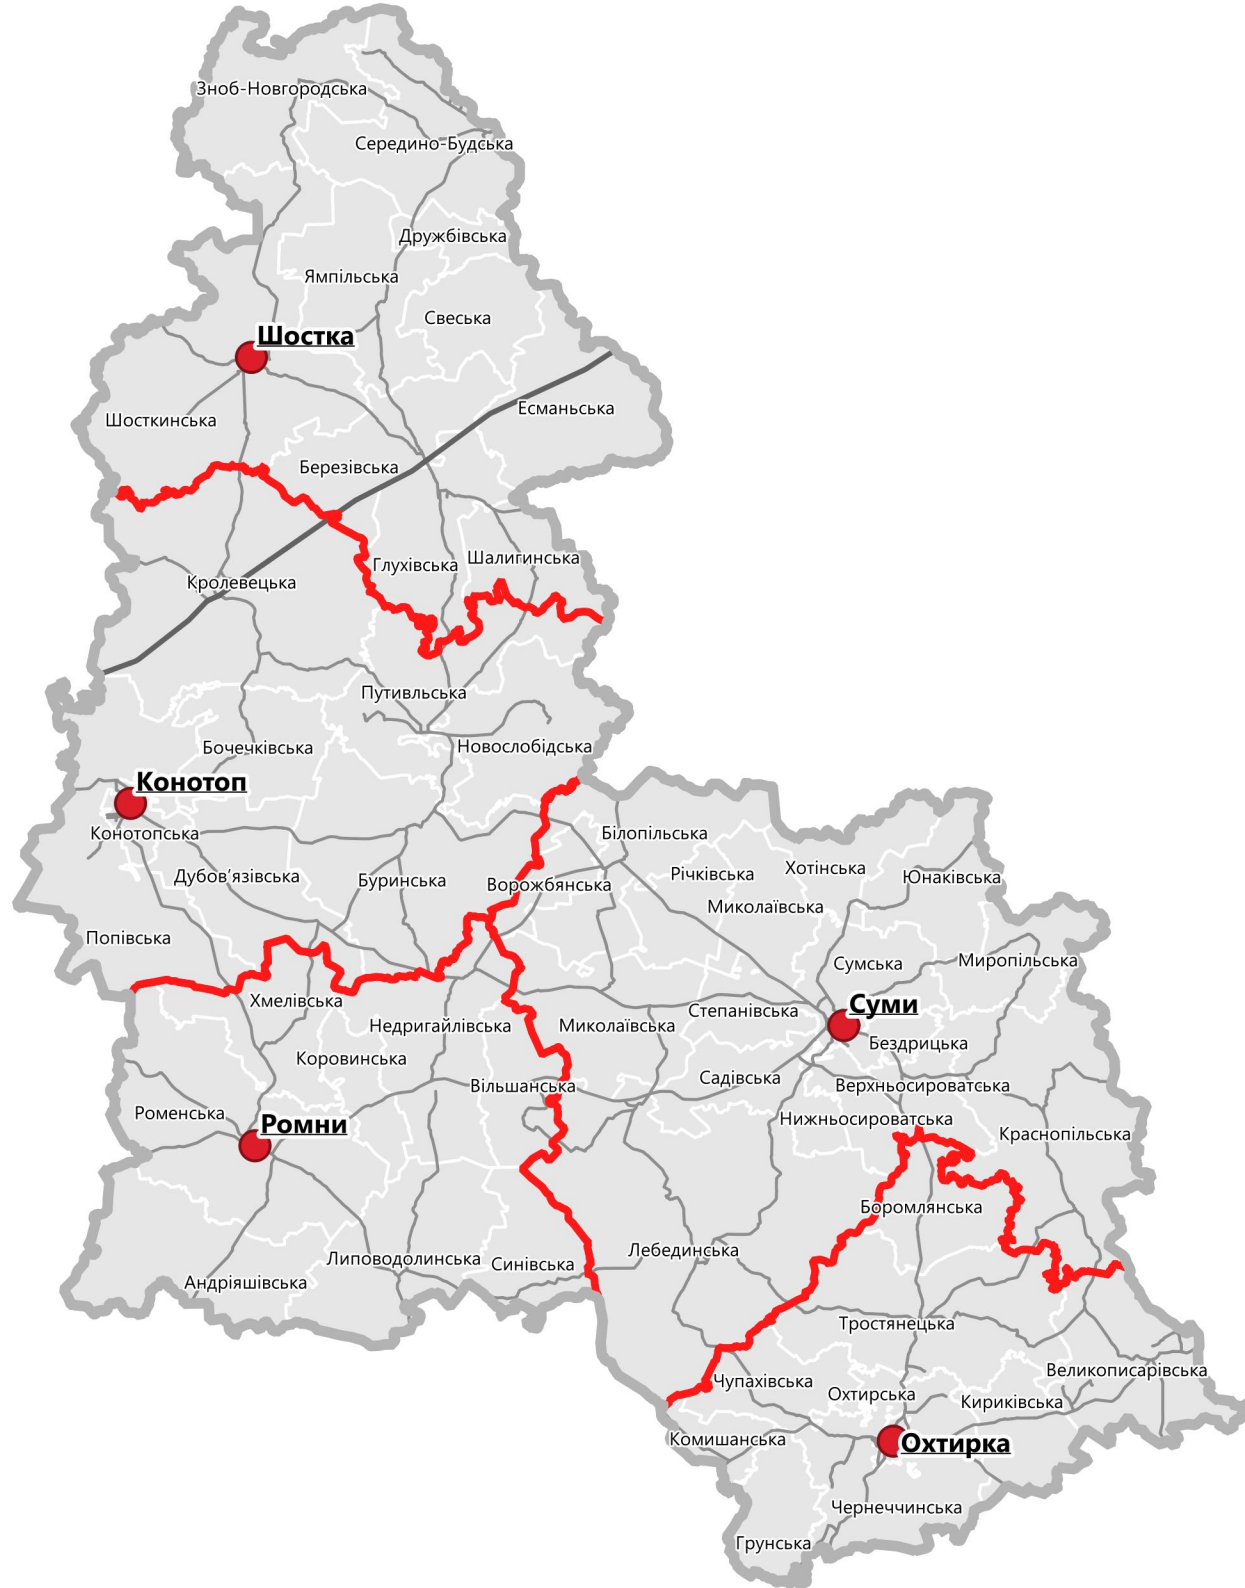 Зноб-Новгородська
Середино-Будська
Дружбівська
Ямпільська
Свеська
Шостка
Есманьська
Шосткинська
Березівська
Шалигинська
Глухівська
Кролевецька
Путивльська
Новослобідська
Бочечківська
Конотоп
Конотопська
Білопільська
Хотінська
Річківська
Дубов'язівська
Юнаківська
Буринська
Ворожбянська
Миколаївська
Попівська
Миропільська
Сумська
Хмелівська
Суми
Степанівська
Недригайлівська
Миколаївська
Бездрицька
Коровинська
Садівська
Вільшанська
Верхньосироватська
Роменська
Нижньосироватська
Ромни
Краснопільська
Боромлянська
Лебединська
Липоводолинська
Синівська
Андріяшівська
Тростянецька
Великописарівська
Чупахівська
Охтирська
Кириківська
Комишанська
Охтирка
Чернеччинська
Грунська